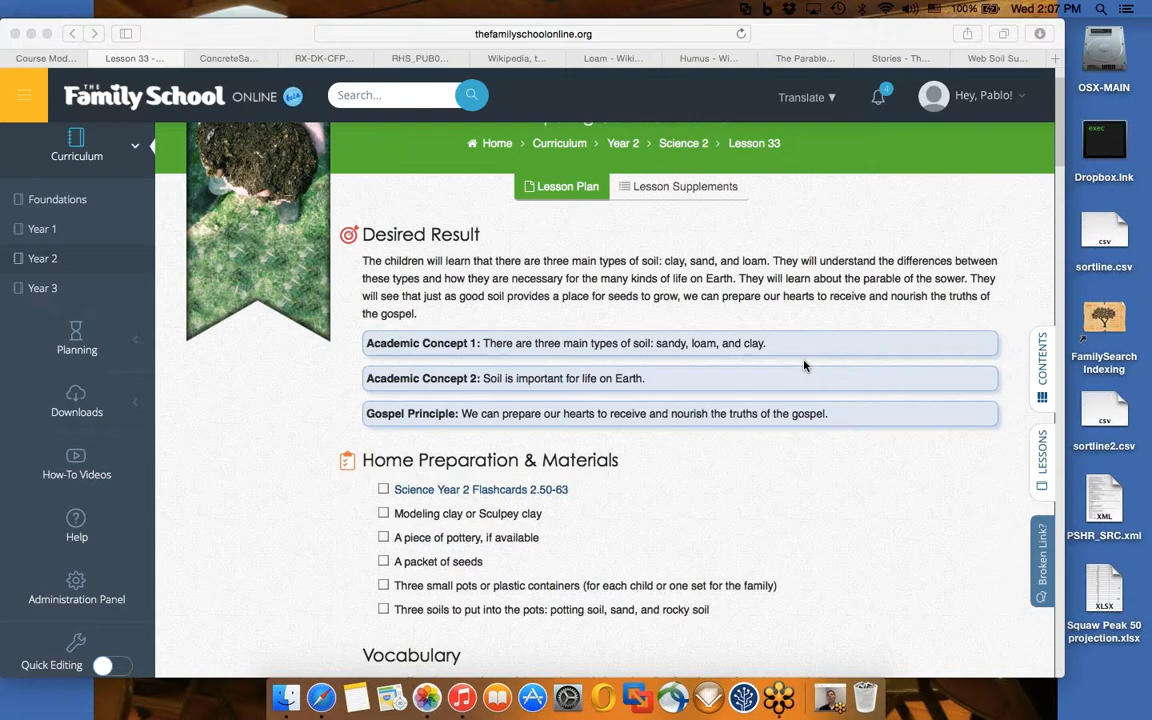 100% Wed 2:07 PM
thefamilyschoolonline.org
Course Mod... Lesson 33 -... ConcreteSa... RX-DK-CFP... RHS_PUB0... Wikipedia, t... Loam - Wiki... Humus - Wi... The Parable... Stories - Th... Web Soil Su... +
THE Family School ONLINE beta Search... Translate ▼ 4 Hey, Pablo!
Home > Curriculum > Year 2 > Science 2 > Lesson 33
Lesson Plan Lesson Supplements
Curriculum
Foundations
Year 1
Year 2
Year 3
Planning
Downloads
How-To Videos
Help
Administration Panel
Quick Editing
Desired Result
The children will learn that there are three main types of soil: clay, sand, and loam. They will understand the differences between
these types and how they are necessary for the many kinds of life on Earth. They will learn about the parable of the sower. They
will see that just as good soil provides a place for seeds to grow, we can prepare our hearts to receive and nourish the truths of
the gospel.
Academic Concept 1: There are three main types of soil: sandy, loam, and clay.
Academic Concept 2: Soil is important for life on Earth.
Gospel Principle: We can prepare our hearts to receive and nourish the truths of the gospel.
Home Preparation & Materials
Science Year 2 Flashcards 2.50-63
Modeling clay or Sculpey clay
A piece of pottery, if available
A packet of seeds
Three small pots or plastic containers (for each child or one set for the family)
Three soils to put into the pots: potting soil, sand, and rocky soil
Vocabulary
CONTENTS
LESSONS
Broken Link?
OSX-MAIN
exec
Dropbox.lnk
csv
sortline.csv
FamilySearch
Indexing
csv
sortline2.csv
XML
PSHR_SRC.xml
XLSX
Squaw Peak 50
projection.xlsx